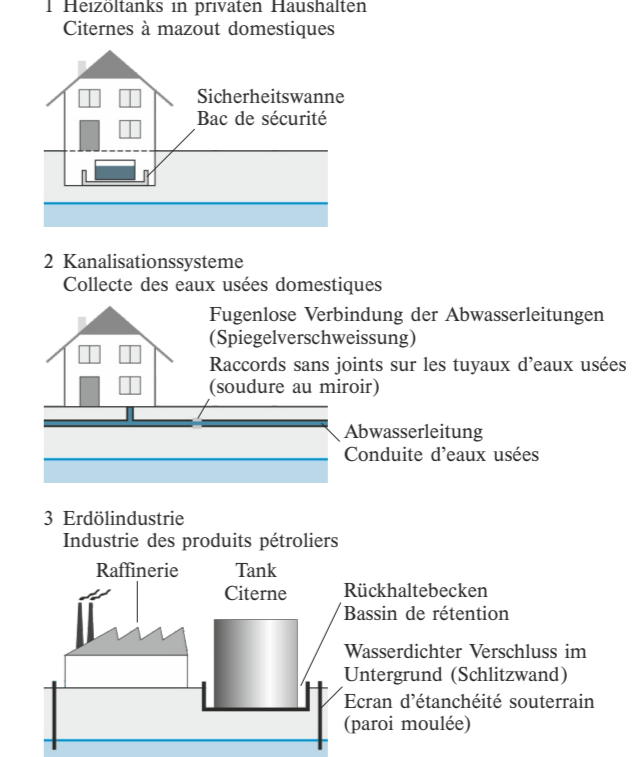 1 Heizöltanks in privaten Haushalten
Citernes à mazout domestiques
Sicherheitswanne
Bac de sécurité
2 Kanalisationssysteme
Collecte des eaux usées domestiques
Fugenlose Verbindung der Abwasserleitungen
(Spiegelverschweissung)
Raccords sans joints sur les tuyaux d'eaux usées
(soudure au miroir)
Abwasserleitung
Conduite d'eaux usées
3 Erdölindustrie
Industrie des produits pétroliers
Raffinerie
Tank
Citerne
Rückhaltebecken
Bassin de rétention
Wasserdichter Verschluss im
Untergrund (Schlitzwand)
Ecran d'étanchéité souterrain
(paroi moulée)